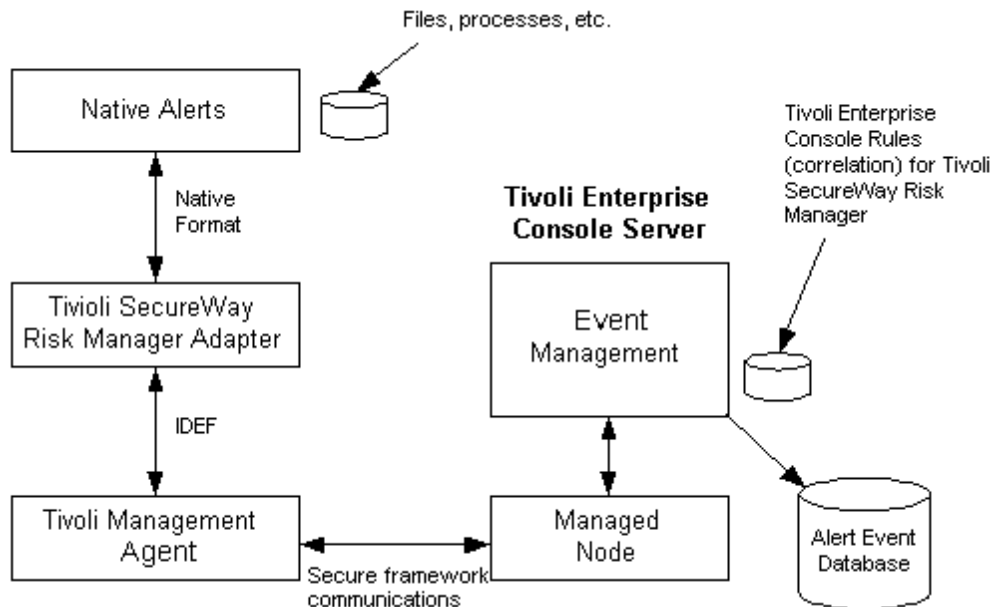 Files, processes, etc.
Native Alerts
Tivoli Enterprise
Console Rules
(correlation) for Tivoli
SecureWay Risk
Manager
Native
Format
Tivoli Enterprise
Console Server
Tivioli SecureWay
Risk Manager Adapter
Event
Management
IDEF
Tivoli Management
Agent
Managed
Node
Alert Event
Database
Secure framework
communications